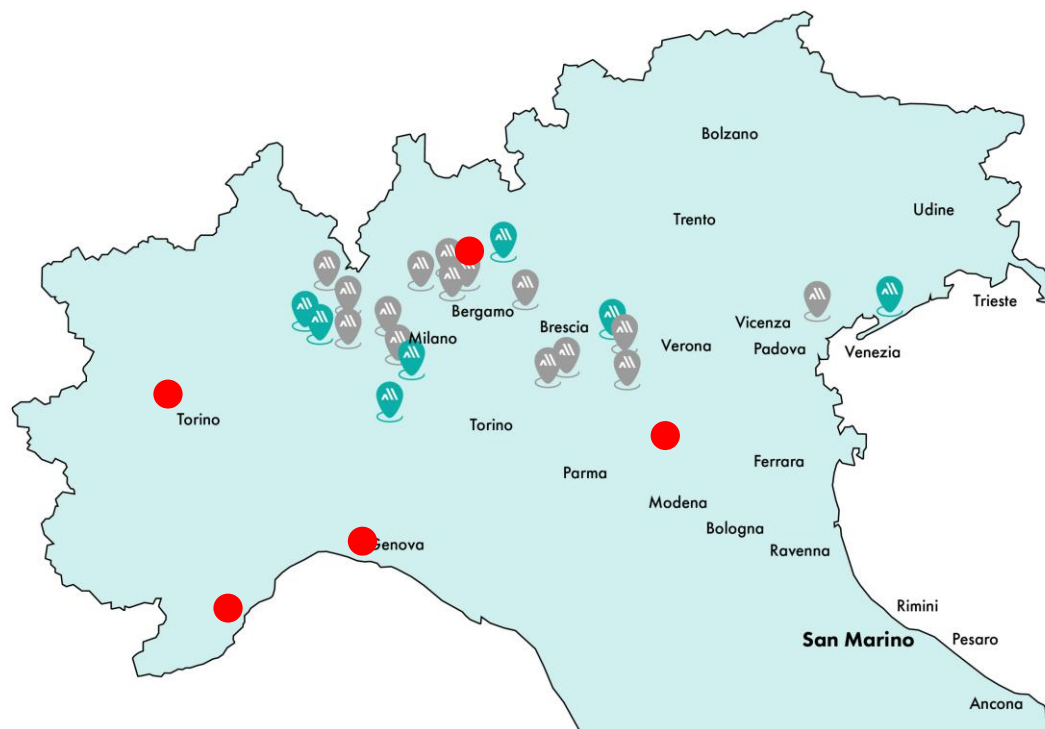 Bolzano
Trento
Udine
Trieste
Bergamo
Brescia
Vicenza
Milano
Verona
Padova
Venezia
Torino
Torino
Parma
Ferrara
Modena
Bologna
Genova
Ravenna
Rimini
San Marino
Pesaro
Ancona